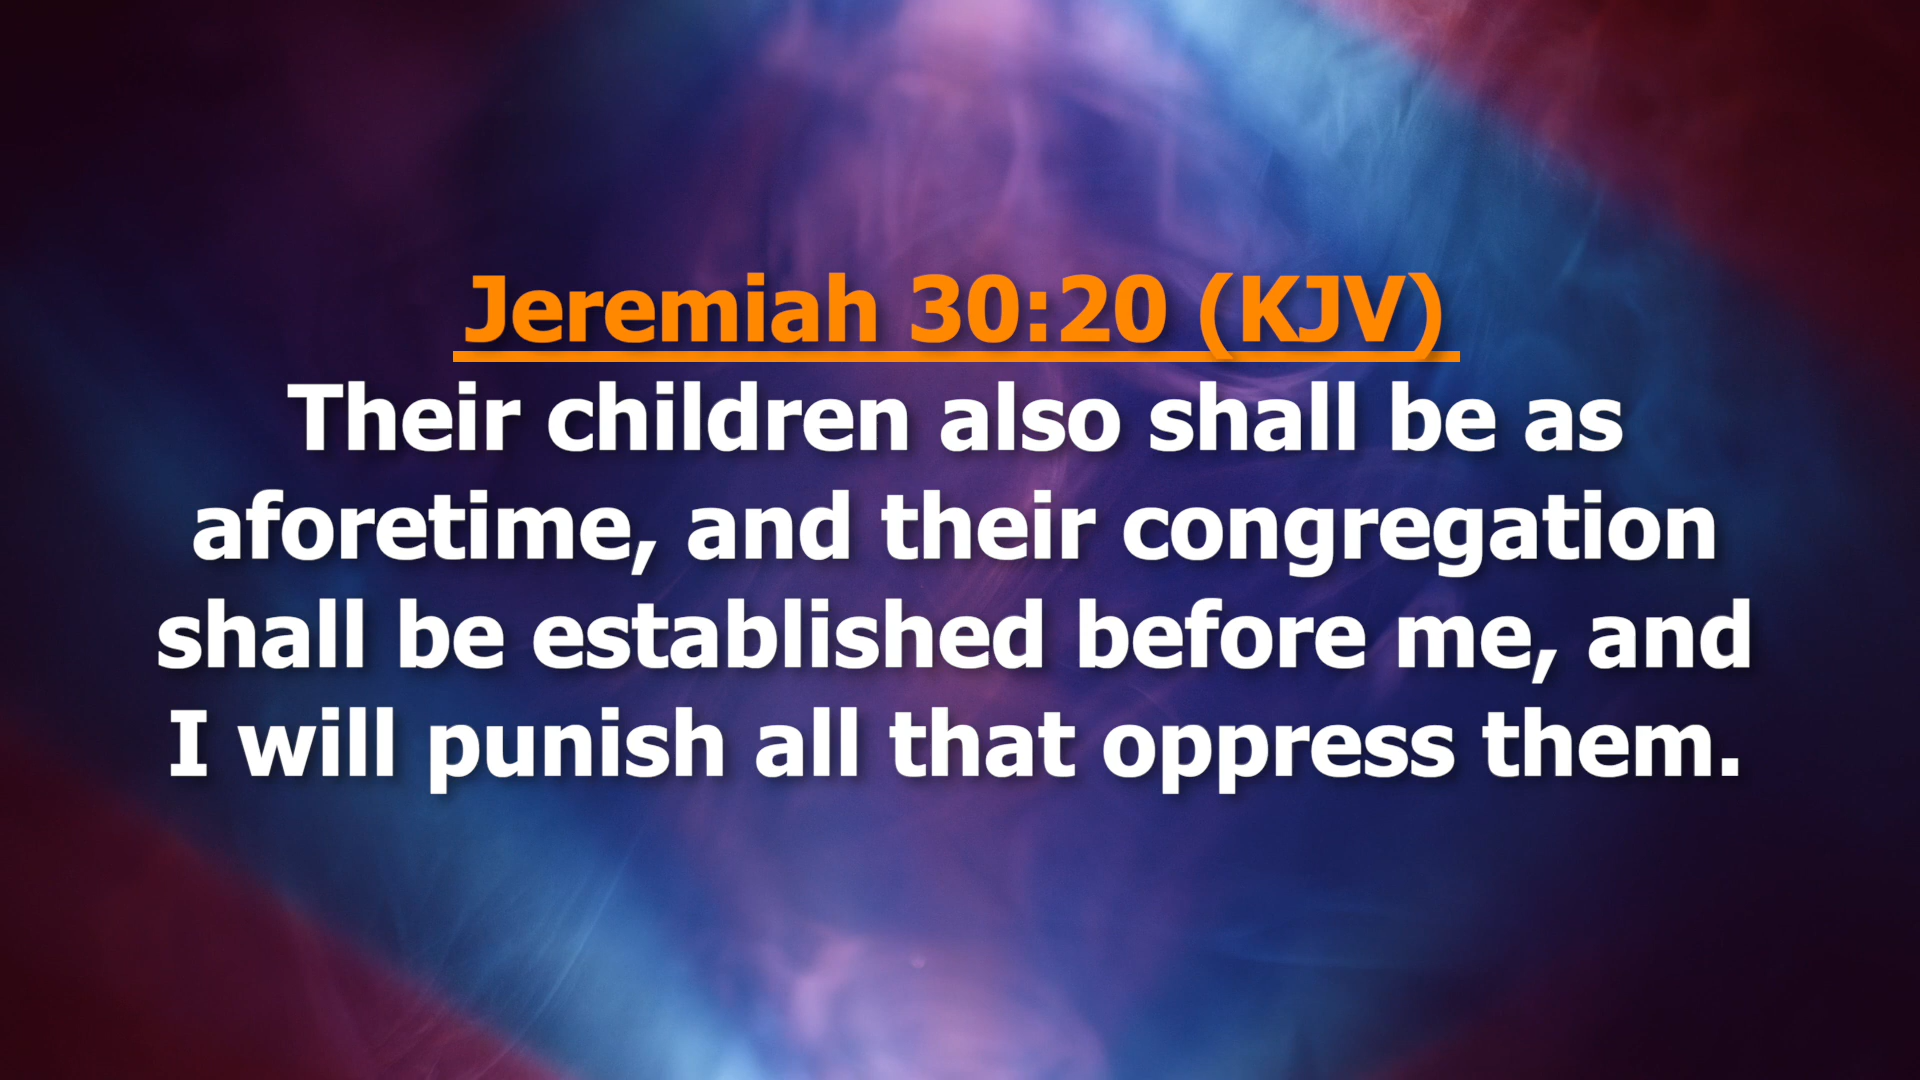 Jeremiah 30:20 (KJV)
Their children also shall be as
aforetime, and their congregation
shall be established before me, and
I will punish all that oppress them.